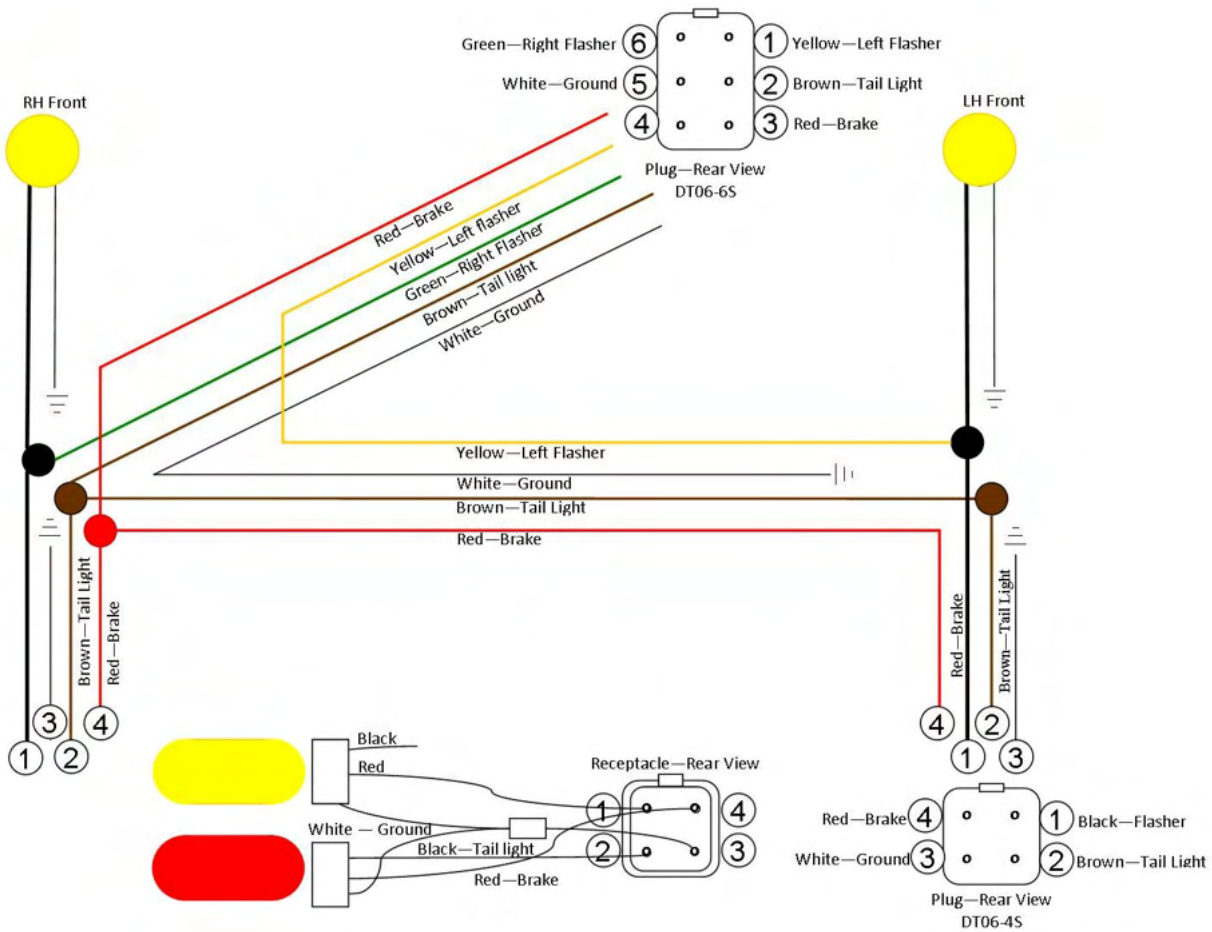 Green—Right Flasher
6
1
Yellow—Left Flasher
White—Ground
5
2
Brown—Tail Light
4
3
Red—Brake
Plug—Rear View
DT06-6S
RH Front
LH Front
Red—Brake
Yellow—Left flasher
Green—Right Flasher
Brown—Tail light
White—Ground
Yellow—Left Flasher
White—Ground
Brown—Tail Light
Red—Brake
Brown—Tail Light
Red—Brake
3
4
1
2
Red—Brake
Brown—Tail Light
4
2
1
3
Black
Red
White — Ground
Black—Tail light
Red—Brake
Receptacle—Rear View
1
4
2
3
Red—Brake
4
1
Black—Flasher
White—Ground
3
2
Brown—Tail Light
Plug—Rear View
DT06-4S